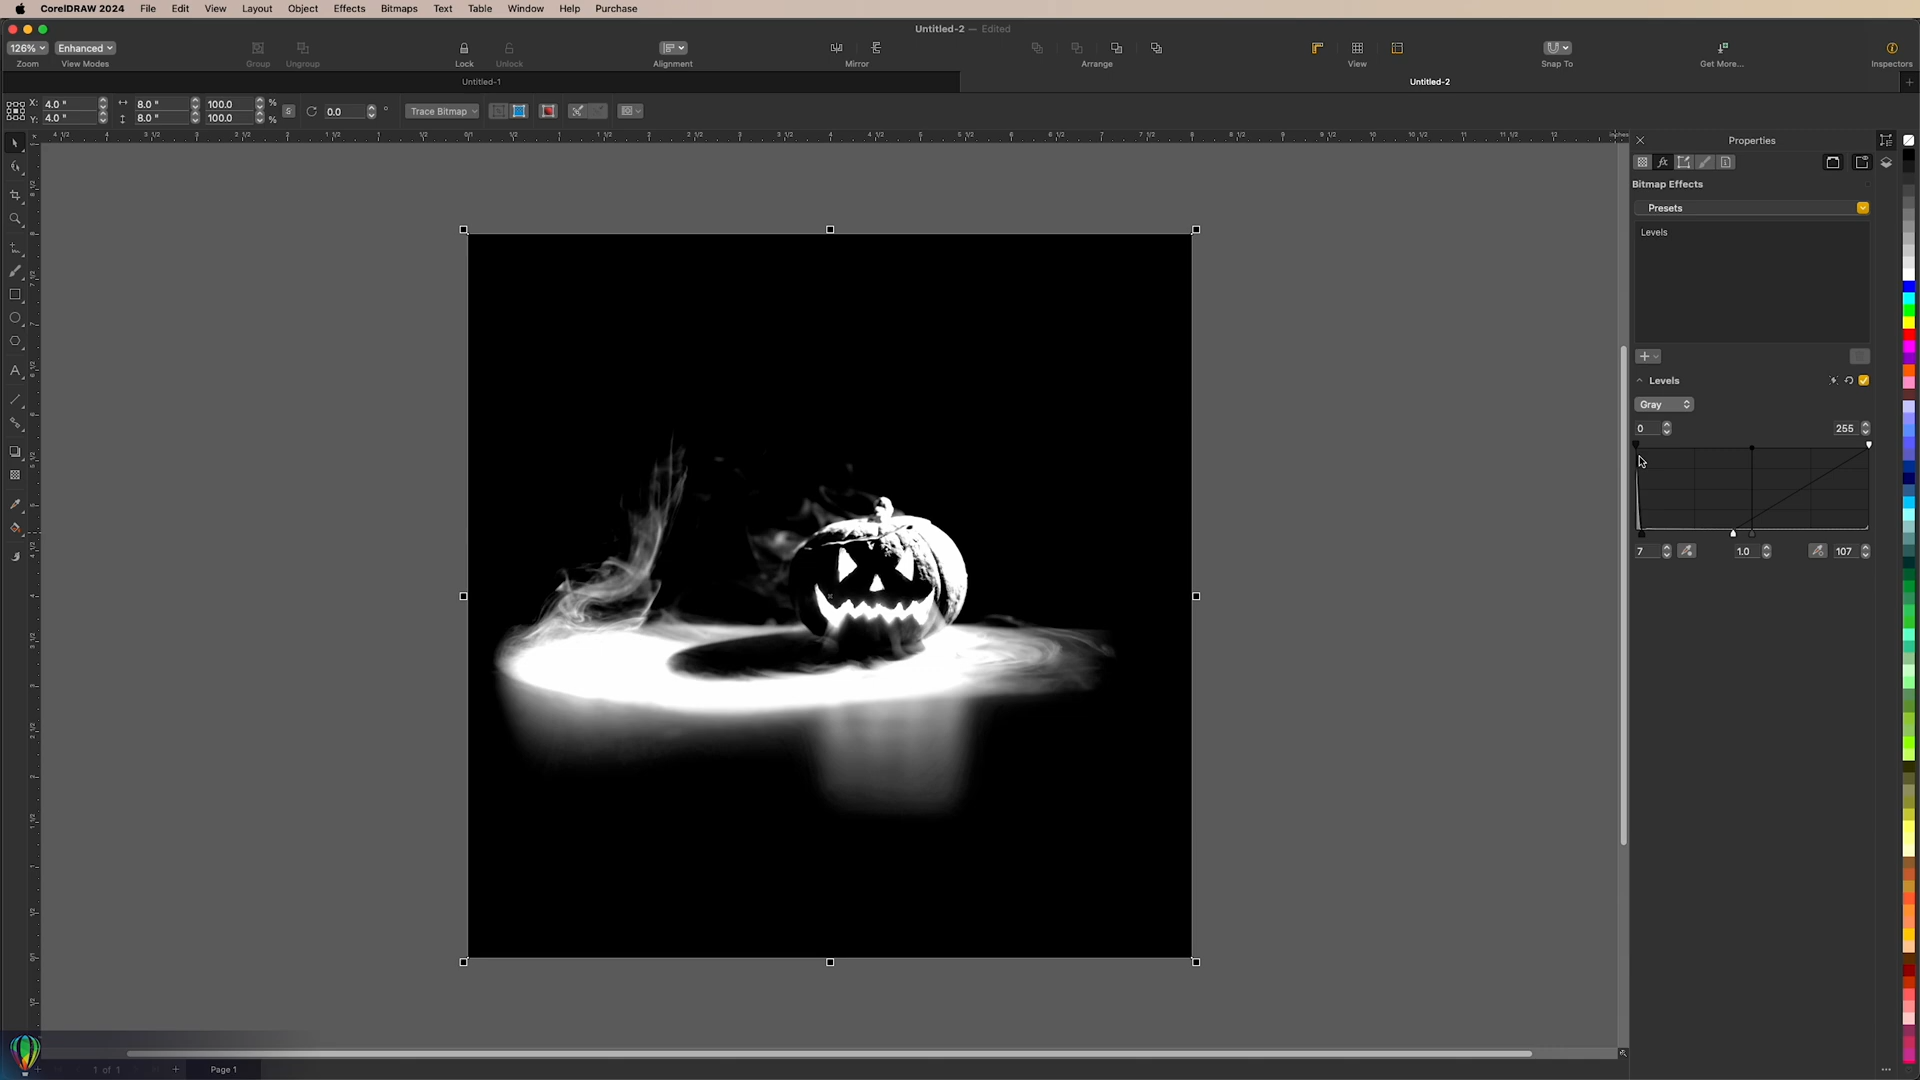 CorelDRAW 2024 File Edit View Layout Object Effects Bitmaps Text Table Window Help Purchase
Untitled-2 — Edited
126% Enhanced
Zoom View Modes Group Ungroup Lock Unlock Alignment Mirror Arrange View Snap To Get More... Inspectors
Untitled-1 Untitled-2
X: 4.0 " 8.0 " 100.0 %
Y: 4.0 " 8.0 " 100.0 %
0.0 °
Trace Bitmap
Properties
Bitmap Effects
Presets
Levels
Levels
Gray
0 255
7 1.0 107
1 of 1 Page 1